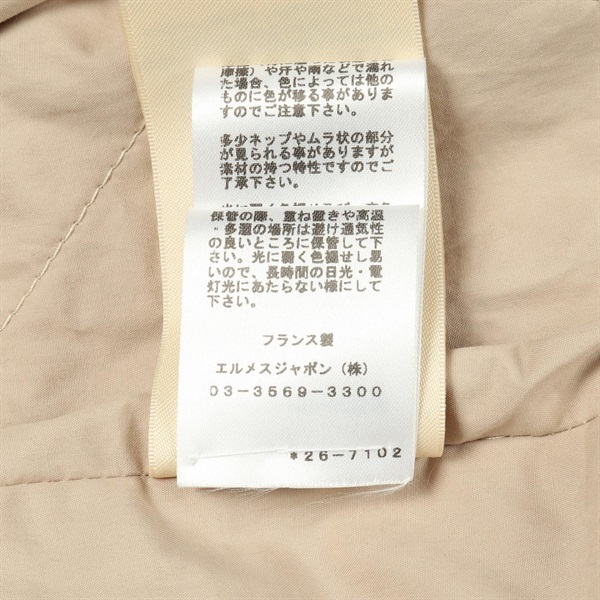 摩擦）や汗や雨などで濡れ
た場合、色によっては他の
ものに色が移る事がありま
すのでご注意下さい。
多少ネップやムラ状の部分
が見られる事がありますが
素材の持つ特性ですのでご
了承下さい。
保管の際、重ね置きや高温
・多湿の場所は避け通気性
の良いところに保管して下
さい。光に弱く色褪せし易
いので、長時間の日光・電
灯光にあたらない様にして
下さい。
フランス製
エルメスジャポン（株）
03-3569-3300
*26-7102